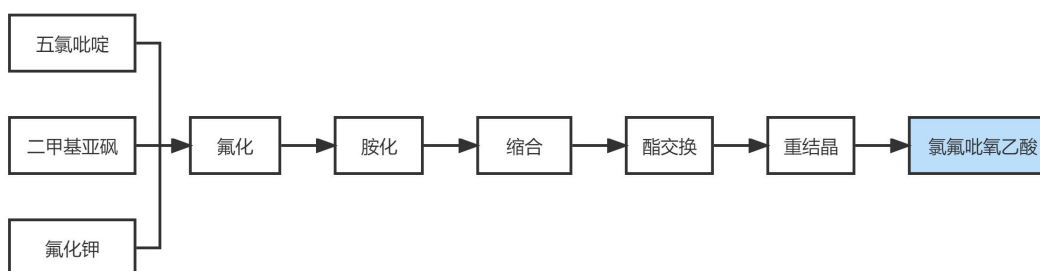 五氯吡啶
二甲基亚砜
氟化钾
氟化
胺化
缩合
酯交换
重结晶
氯氟吡氧乙酸